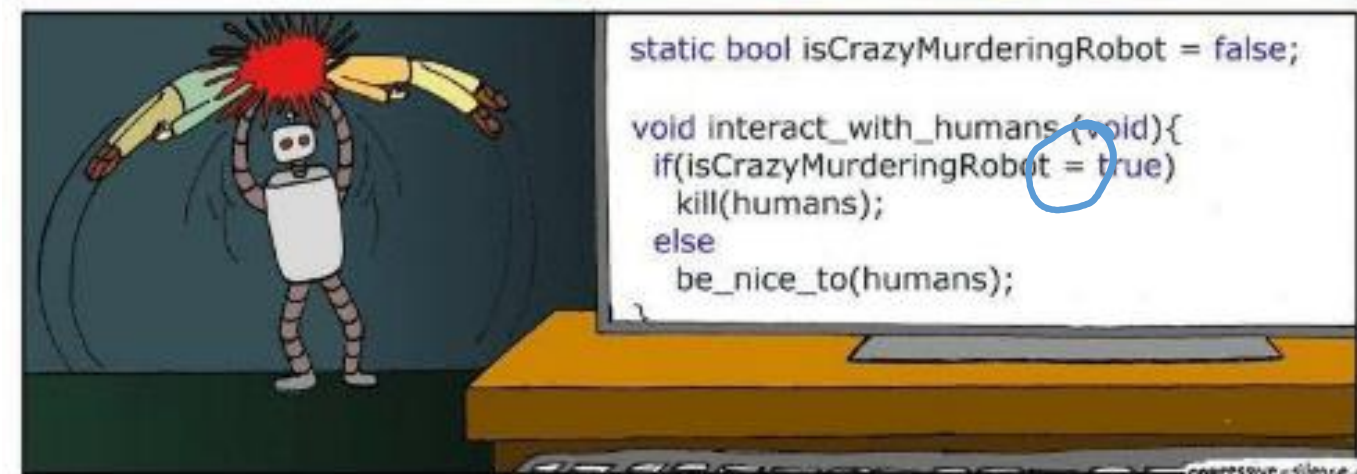 static bool isCrazyMurderingRobot = false;
void interact_with_humans (void){
if(isCrazyMurderingRobot = true)
kill(humans);
else
be_nice_to(humans);
}